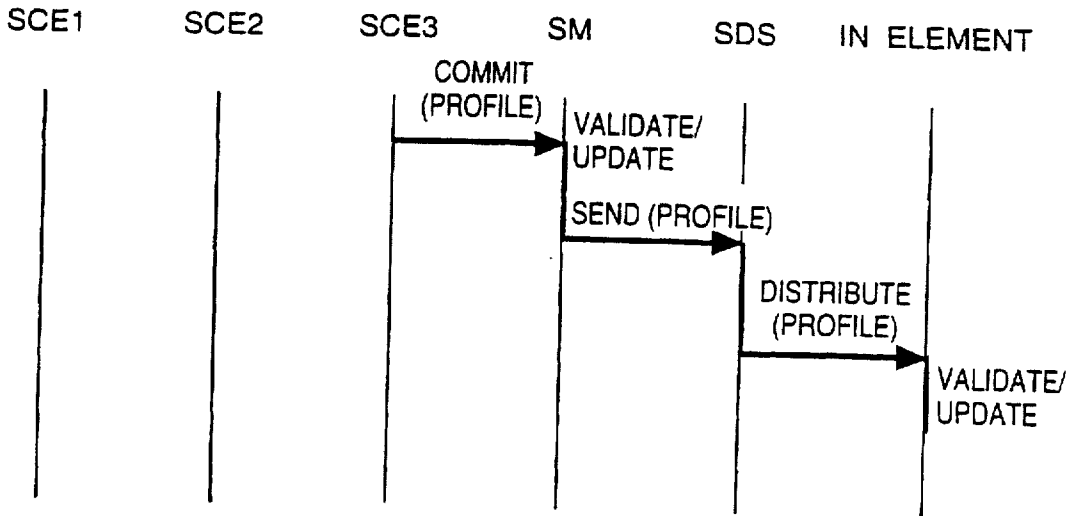 SCE1
SCE2
SCE3
SM
SDS
IN ELEMENT
COMMIT
(PROFILE)
VALIDATE/
UPDATE
SEND (PROFILE)
DISTRIBUTE
(PROFILE)
VALIDATE/
UPDATE